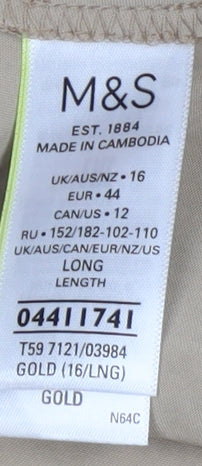 M&S
EST. 1884
MADE IN CAMBODIA
UK/AUS/NZ • 16
EUR • 44
CAN/US • 12
RU • 152/182-102-110
UK/AUS/CAN/EUR/NZ/US
LONG
LENGTH
04411741
T59 7121/03984
GOLD (16/LNG)
GOLD
N64C